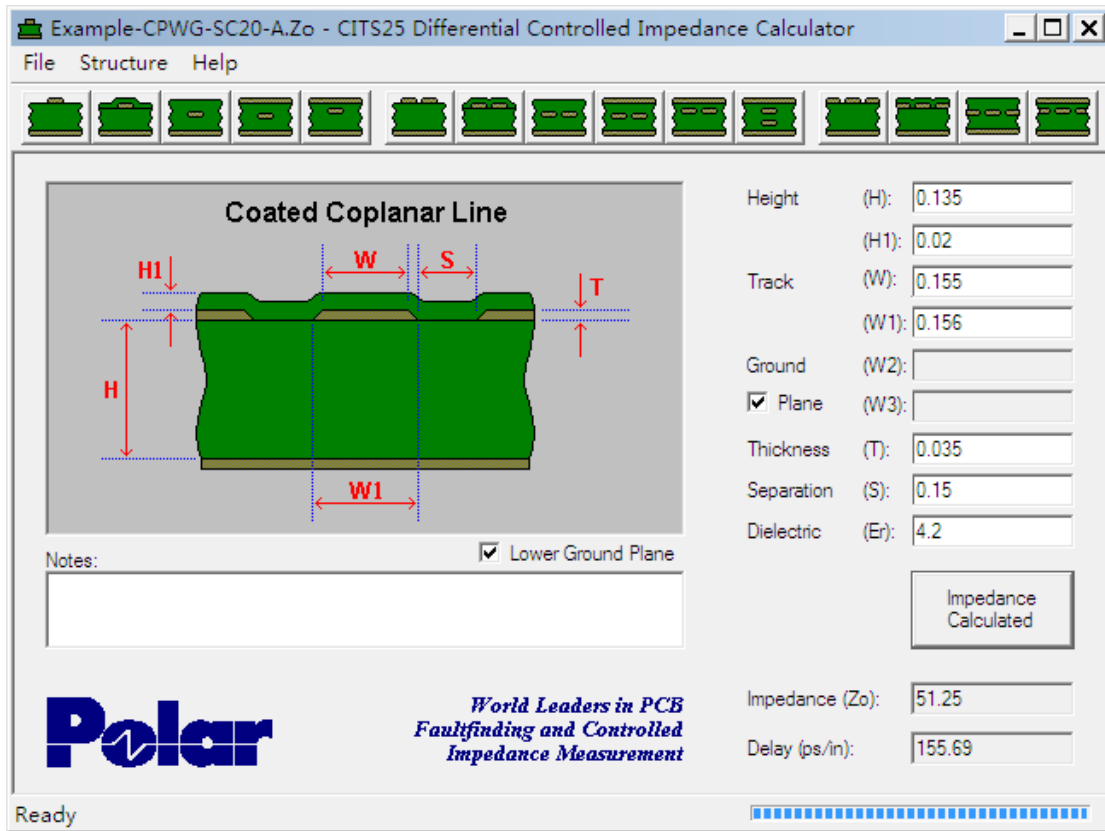 Example-CPWG-SC20-A.Zo - CITS25 Differential Controlled Impedance Calculator
File Structure Help
Coated Coplanar Line
H1
W
S
T
H
W1
Lower Ground Plane
Notes:
Height (H): 0.135
(H1): 0.02
Track (W): 0.155
(W1): 0.156
Ground (W2):
Plane (W3):
Thickness (T): 0.035
Separation (S): 0.15
Dielectric (Er): 4.2
Impedance
Calculated
Polar
World Leaders in PCB
Faultfinding and Controlled
Impedance Measurement
Impedance (Zo): 51.25
Delay (ps/in): 155.69
Ready